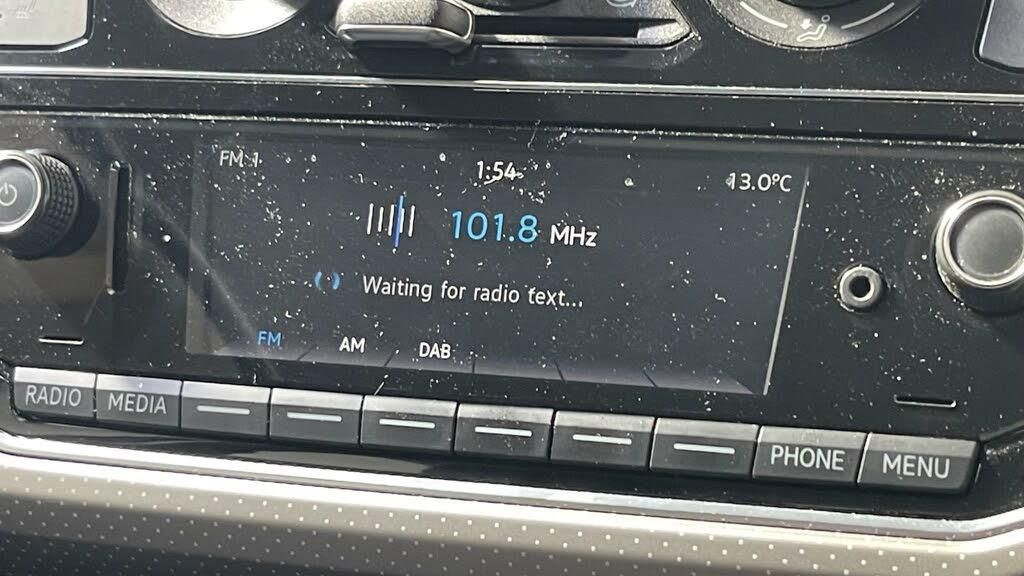 FM 1
1:54
13.0°C
101.8 MHz
Waiting for radio text...
FM AM DAB
RADIO MEDIA PHONE MENU